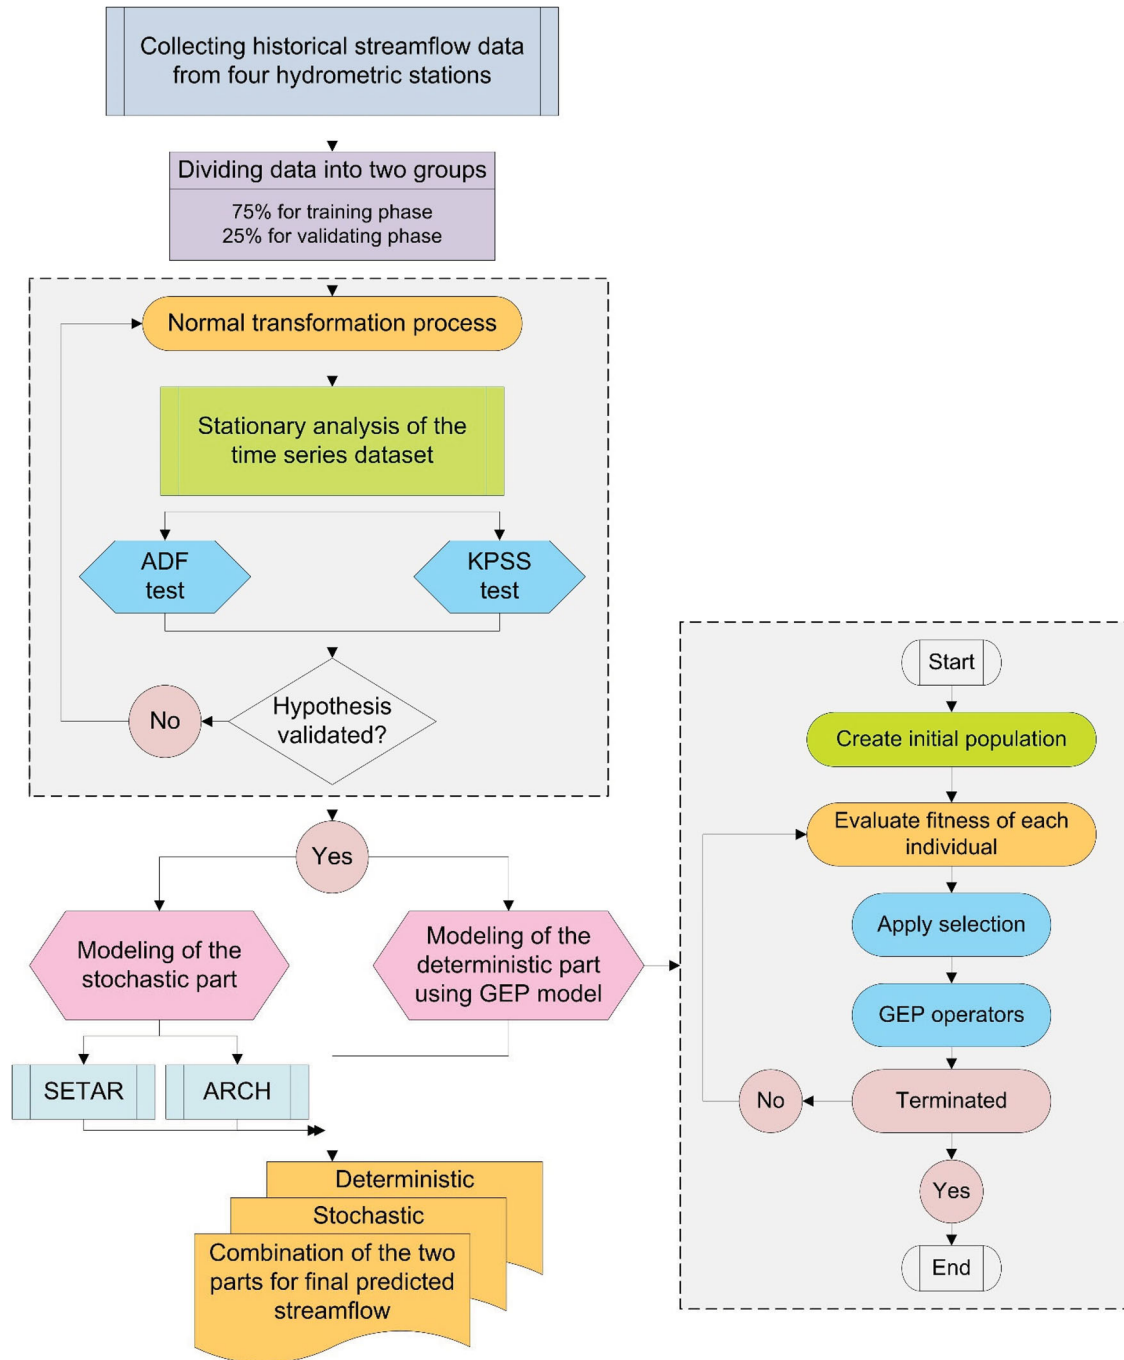 Collecting historical streamflow data
from four hydrometric stations
Dividing data into two groups
75% for training phase
25% for validating phase
Normal transformation process
Stationary analysis of the
time series dataset
ADF
test
KPSS
test
Hypothesis
validated?
No
Yes
Modeling of the
stochastic part
Modeling of the
deterministic part
using GEP model
SETAR
ARCH
Deterministic
Stochastic
Combination of the two
parts for final predicted
streamflow
Start
Create initial population
Evaluate fitness of each
individual
Apply selection
GEP operators
Terminated
No
Yes
End